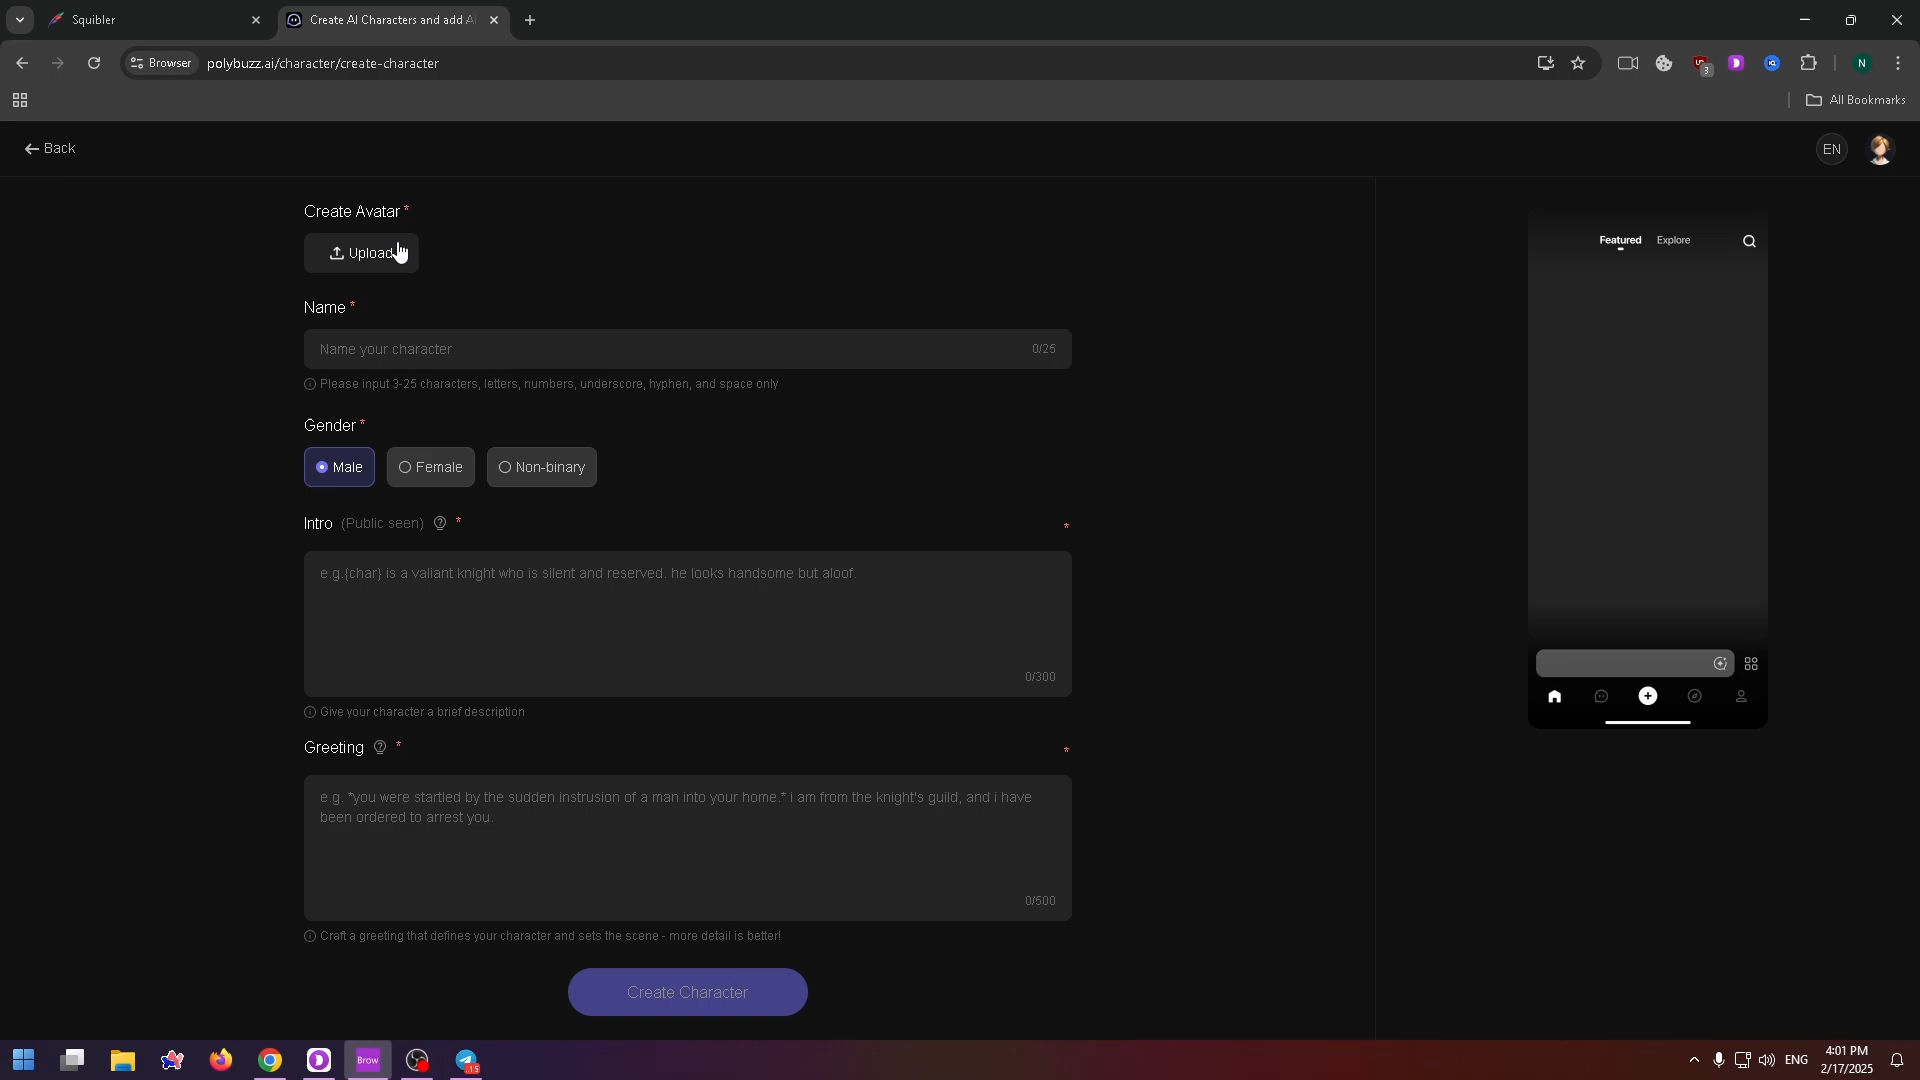 Squibler
Create AI Characters and add A
Browser
polybuzz.ai/character/create-character
3
N
All Bookmarks
Back
EN
Create Avatar *
Upload
Name *
Name your character
0/25
Please input 3-25 characters, letters, numbers, underscore, hyphen, and space only
Gender *
Male
Female
Non-binary
Intro (Public seen) *
*
e.g.{char} is a valiant knight who is silent and reserved. he looks handsome but aloof.
0/300
Give your character a brief description
Greeting *
*
e.g. *you were startled by the sudden instrusion of a man into your home.* i am from the knight's guild, and i have
been ordered to arrest you.
0/500
Craft a greeting that defines your character and sets the scene - more detail is better!
Create Character
Featured
Explore
Brow
15
ENG
4:01 PM
2/17/2025